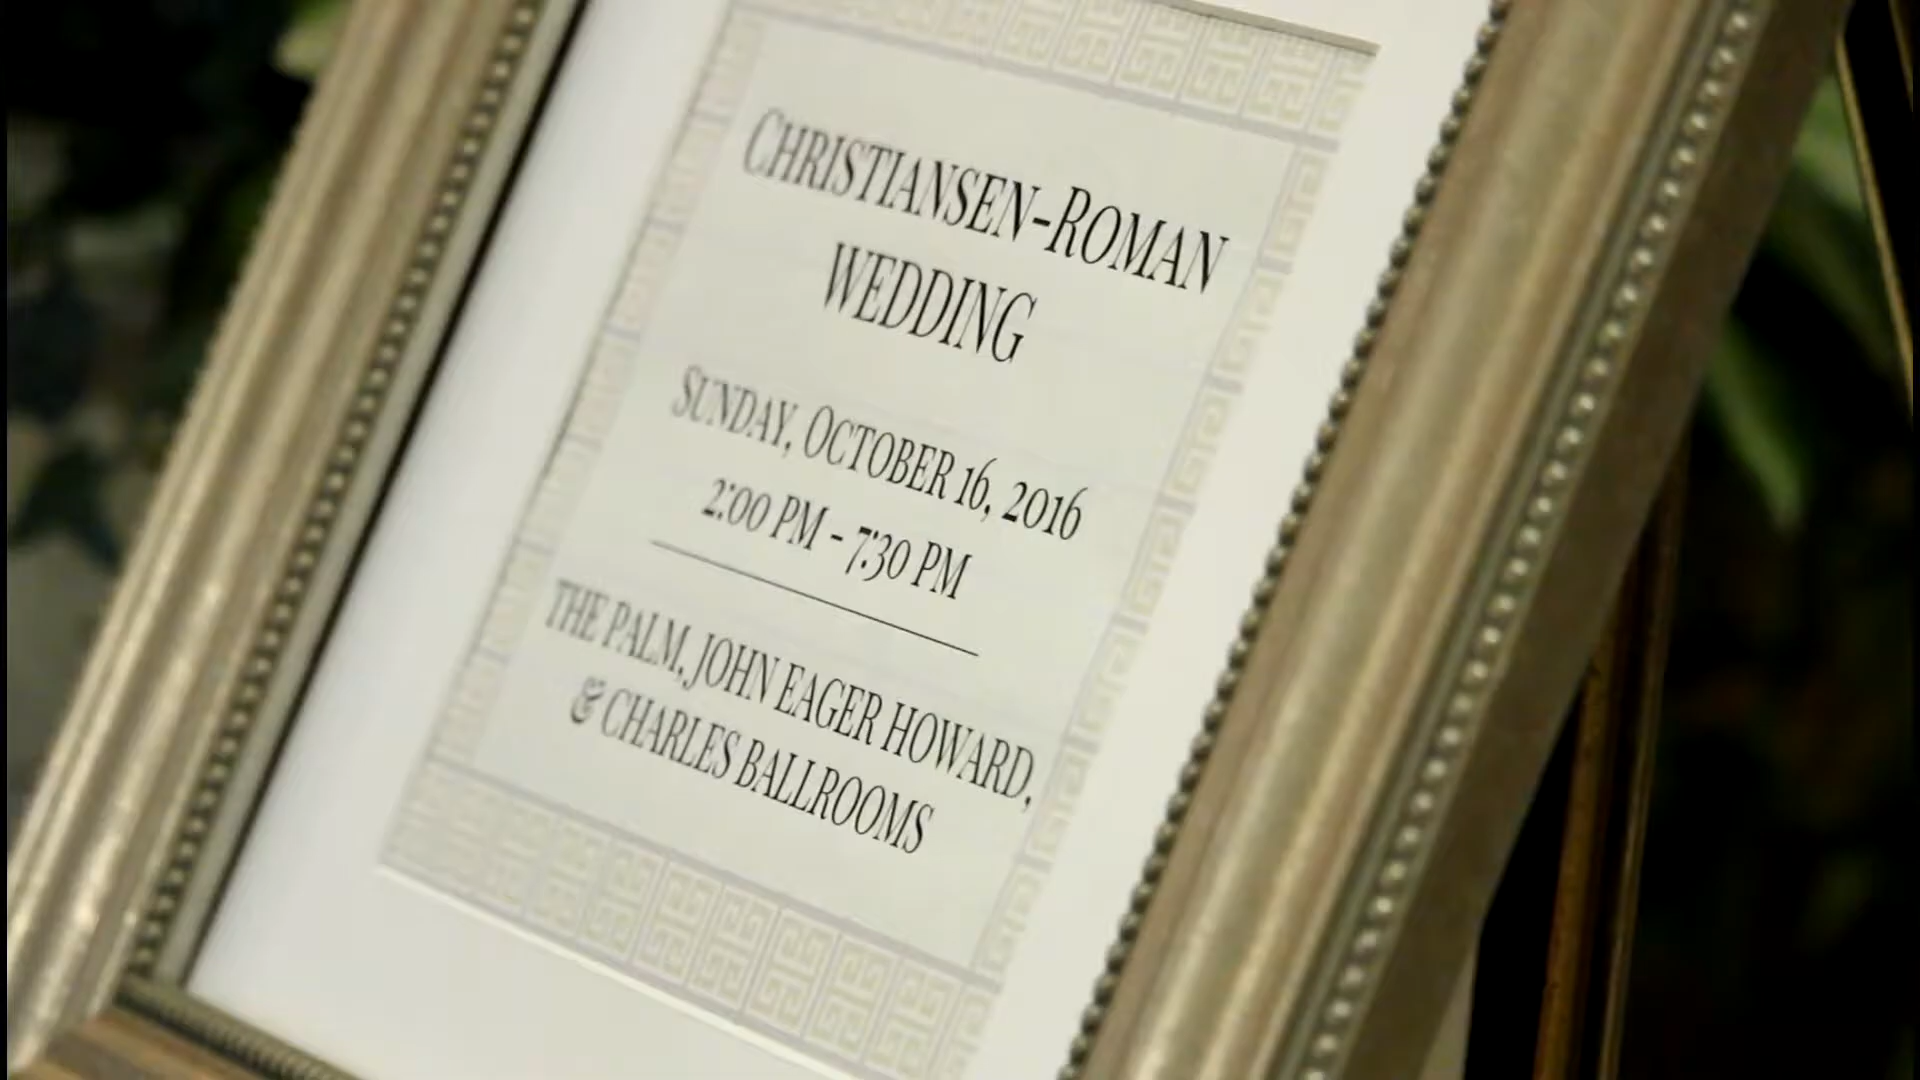 CHRISTIANSEN-ROMAN
WEDDING
SUNDAY, OCTOBER 16, 2016
2:00 PM - 7:30 PM
THE PALM, JOHN EAGER HOWARD,
& CHARLES BALLROOMS